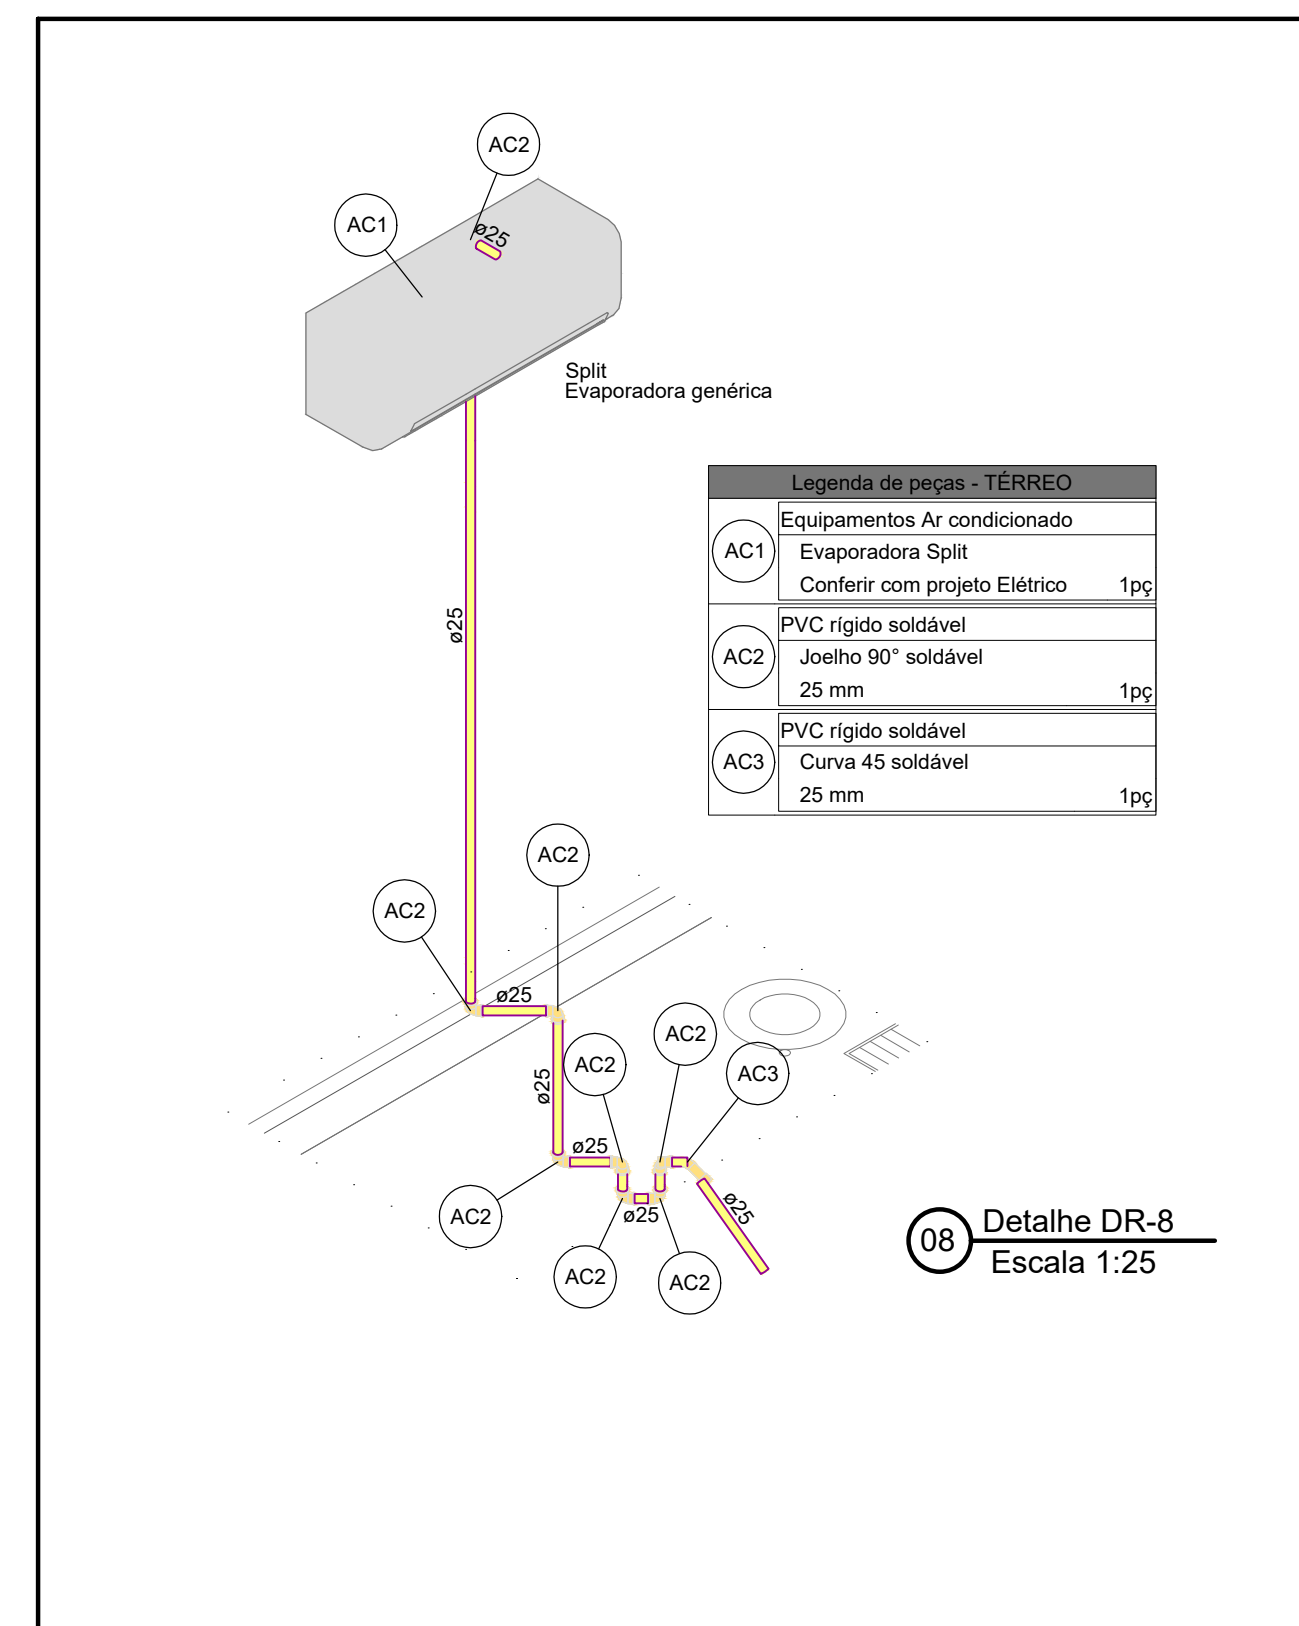 AC2
AC1
ø25
Split
Evaporadora genérica
Legenda de peças - TÉRREO
Equipamentos Ar condicionado
AC1
Evaporadora Split
Conferir com projeto Elétrico 1pç
PVC rígido soldável
AC2
Joelho 90° soldável
25 mm 1pç
PVC rígido soldável
AC3
Curva 45 soldável
25 mm 1pç
ø25
AC2
AC2
ø25
AC2
AC2
AC3
ø25
ø25
AC2
ø25
ø25
AC2
AC2
08
Detalhe DR-8
Escala 1:25